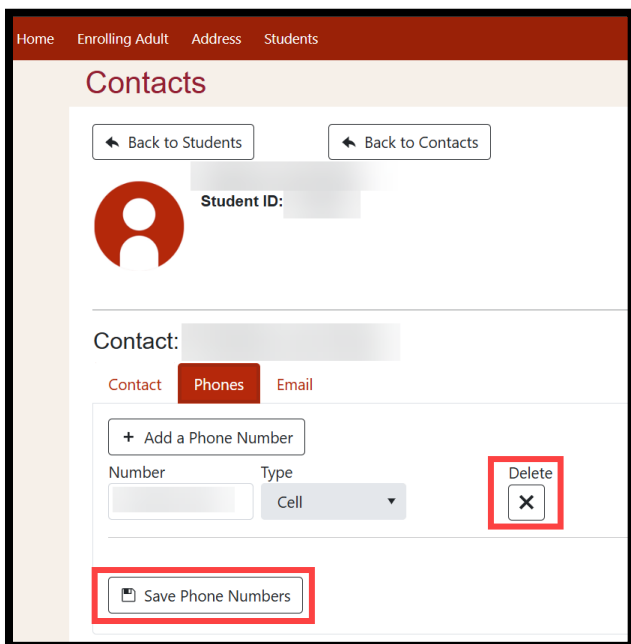 Home Enrolling Adult Address Students
Contacts
Back to Students Back to Contacts
Student ID:
Contact:
Contact Phones Email
+ Add a Phone Number
Number Type Delete
Cell
Save Phone Numbers